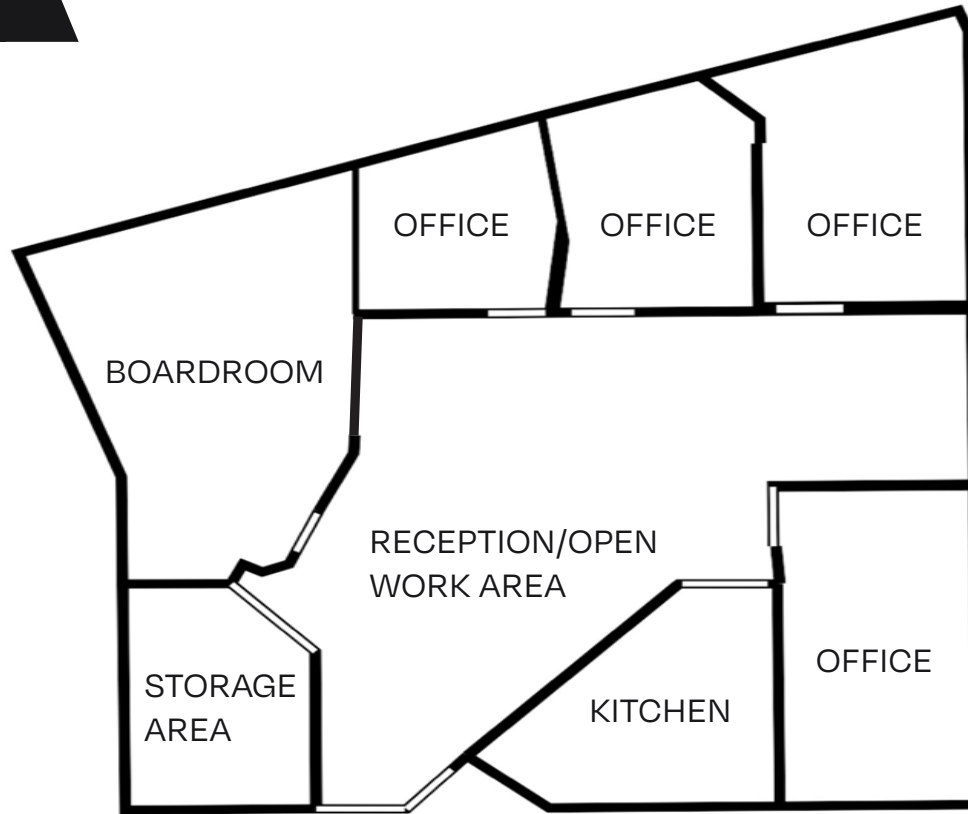 OFFICE
OFFICE
OFFICE
BOARDROOM
RECEPTION/OPEN
WORK AREA
OFFICE
STORAGE
AREA
KITCHEN